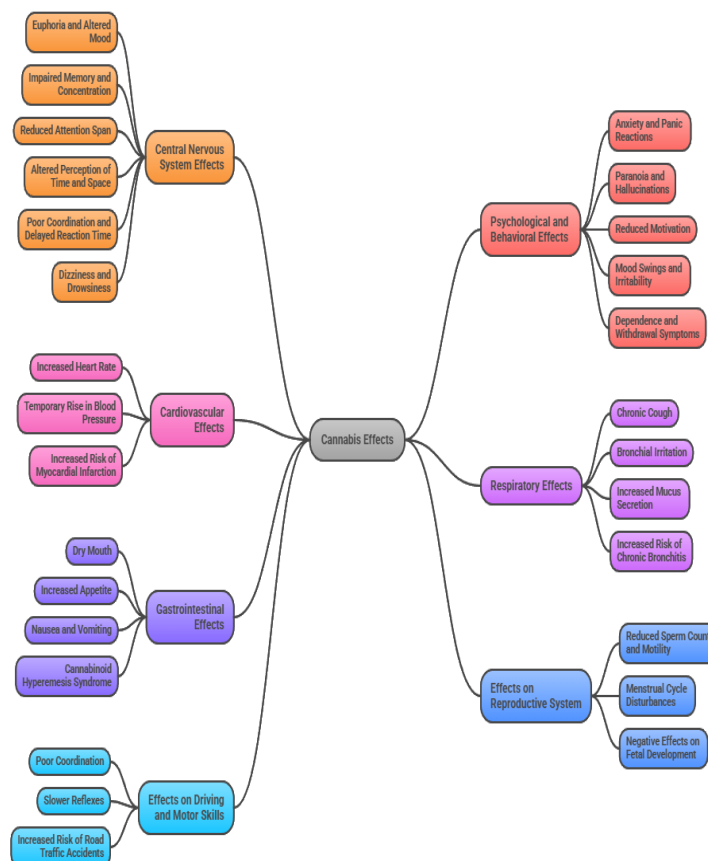 Cannabis Effects
Central Nervous
System Effects
Euphoria and Altered
Mood
Impaired Memory and
Concentration
Reduced Attention Span
Altered Perception of
Time and Space
Poor Coordination and
Delayed Reaction Time
Dizziness and
Drowsiness
Cardiovascular
Effects
Increased Heart Rate
Temporary Rise in Blood
Pressure
Increased Risk of
Myocardial Infarction
Gastrointestinal
Effects
Dry Mouth
Increased Appetite
Nausea and Vomiting
Cannabinoid
Hyperemesis Syndrome
Effects on Driving
and Motor Skills
Poor Coordination
Slower Reflexes
Increased Risk of Road
Traffic Accidents
Psychological and
Behavioral Effects
Anxiety and Panic
Reactions
Paranoia and
Hallucinations
Reduced Motivation
Mood Swings and
Irritability
Dependence and
Withdrawal Symptoms
Respiratory Effects
Chronic Cough
Bronchial Irritation
Increased Mucus
Secretion
Increased Risk of
Chronic Bronchitis
Effects on
Reproductive System
Reduced Sperm Count
and Motility
Menstrual Cycle
Disturbances
Negative Effects on
Fetal Development